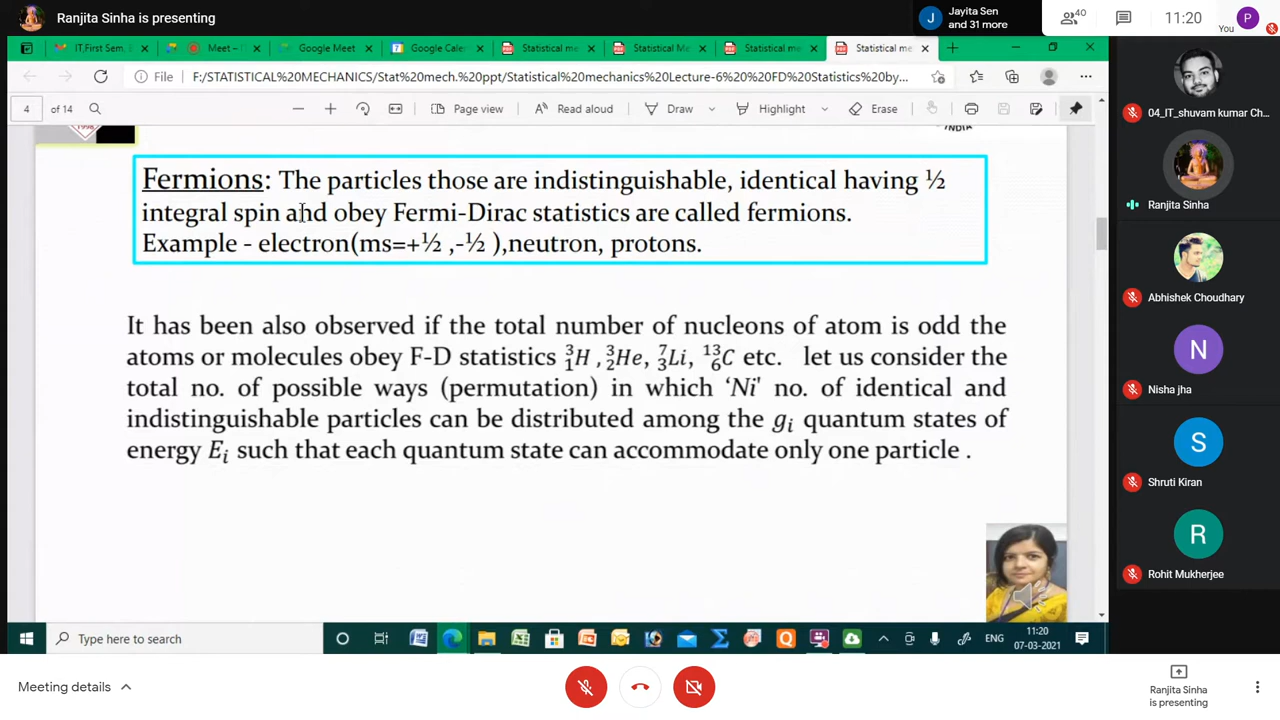 Ranjita Sinha is presenting
J Jayita Sen
and 31 more
40
11:20
You
P
IT,First Sem,
Meet –
Google Meet
7 Google Caler
Statistical me
Statistical Me
Statistical me
Statistical me
File F:/STATISTICAL%20MECHANICS/Stat%20mech.ppt/Statistical%20mechanics%20Lecture-6%20%20FD%20Statistics%20by...
4 of 14
Page view
Read aloud
Draw
Highlight
Erase
1998
INDIA
Fermions: The particles those are indistinguishable, identical having ½
integral spin and obey Fermi-Dirac statistics are called fermions.
Example - electron(ms=+½ ,-½ ),neutron, protons.
It has been also observed if the total number of nucleons of atom is odd the
atoms or molecules obey F-D statistics ³₁H , ³₂He, ⁷₃Li, ¹³₆C etc. let us consider the
total no. of possible ways (permutation) in which ‘Ni' no. of identical and
indistinguishable particles can be distributed among the gᵢ quantum states of
energy Eᵢ such that each quantum state can accommodate only one particle .
04_IT_shuvam kumar Ch...
Ranjita Sinha
Abhishek Choudhary
N
Nisha jha
S
Shruti Kiran
R
Rohit Mukherjee
Type here to search
ENG
11:20
07-03-2021
Meeting details
Ranjita Sinha
is presenting